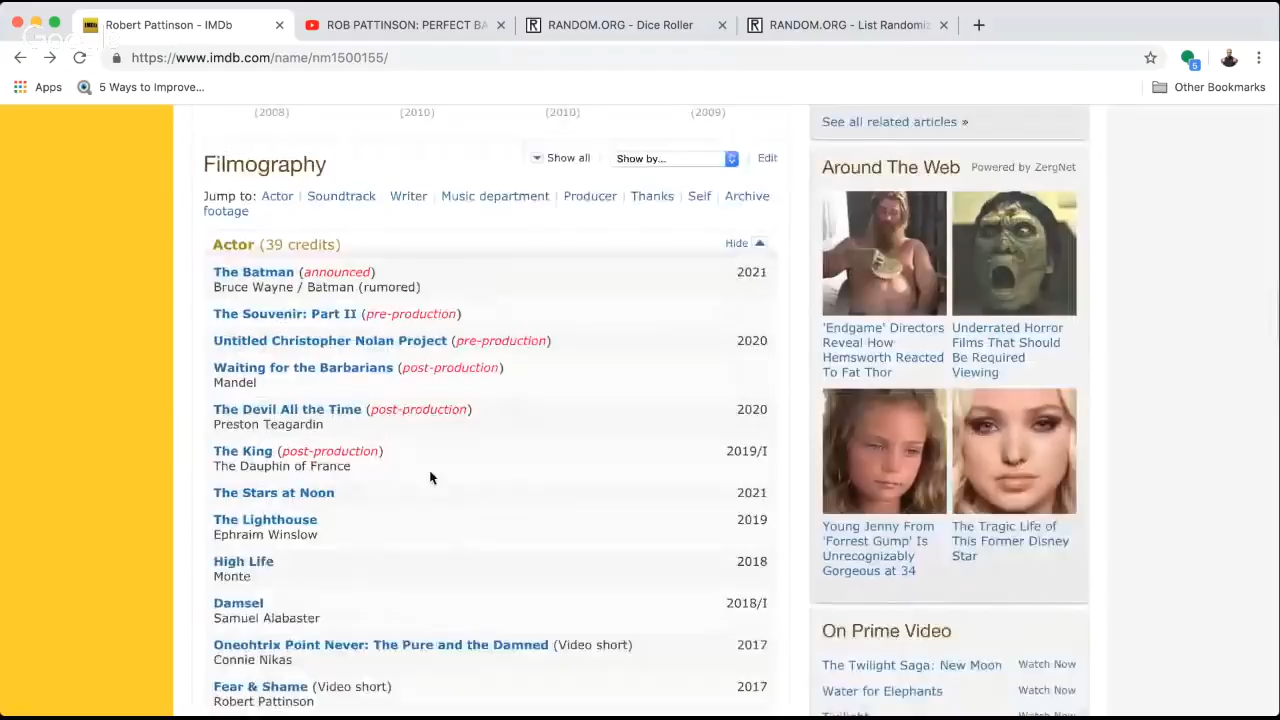 Robert Pattinson - IMDb
ROB PATTINSON: PERFECT BA
RANDOM.ORG - Dice Roller
RANDOM.ORG - List Randomiz
https://www.imdb.com/name/nm1500155/
5
Apps
5 Ways to Improve...
Other Bookmarks
(2008) (2010) (2010) (2009)
Filmography
Show all
Show by...
Edit
Jump to: Actor | Soundtrack Writer | Music department | Producer | Thanks | Self | Archive
footage
Actor (39 credits)
Hide
The Batman (announced) 2021
Bruce Wayne / Batman (rumored)
The Souvenir: Part II (pre-production)
Untitled Christopher Nolan Project (pre-production) 2020
Waiting for the Barbarians (post-production)
Mandel
The Devil All the Time (post-production) 2020
Preston Teagardin
The King (post-production) 2019/I
The Dauphin of France
The Stars at Noon 2021
The Lighthouse 2019
Ephraim Winslow
High Life 2018
Monte
Damsel 2018/I
Samuel Alabaster
Oneohtrix Point Never: The Pure and the Damned (Video short) 2017
Connie Nikas
Fear & Shame (Video short) 2017
Robert Pattinson
See all related articles »
Around The Web Powered by ZergNet
'Endgame' Directors
Reveal How
Hemsworth Reacted
To Fat Thor
Underrated Horror
Films That Should
Be Required
Viewing
Young Jenny From
'Forrest Gump' Is
Unrecognizably
Gorgeous at 34
The Tragic Life of
This Former Disney
Star
On Prime Video
The Twilight Saga: New Moon Watch Now
Water for Elephants Watch Now